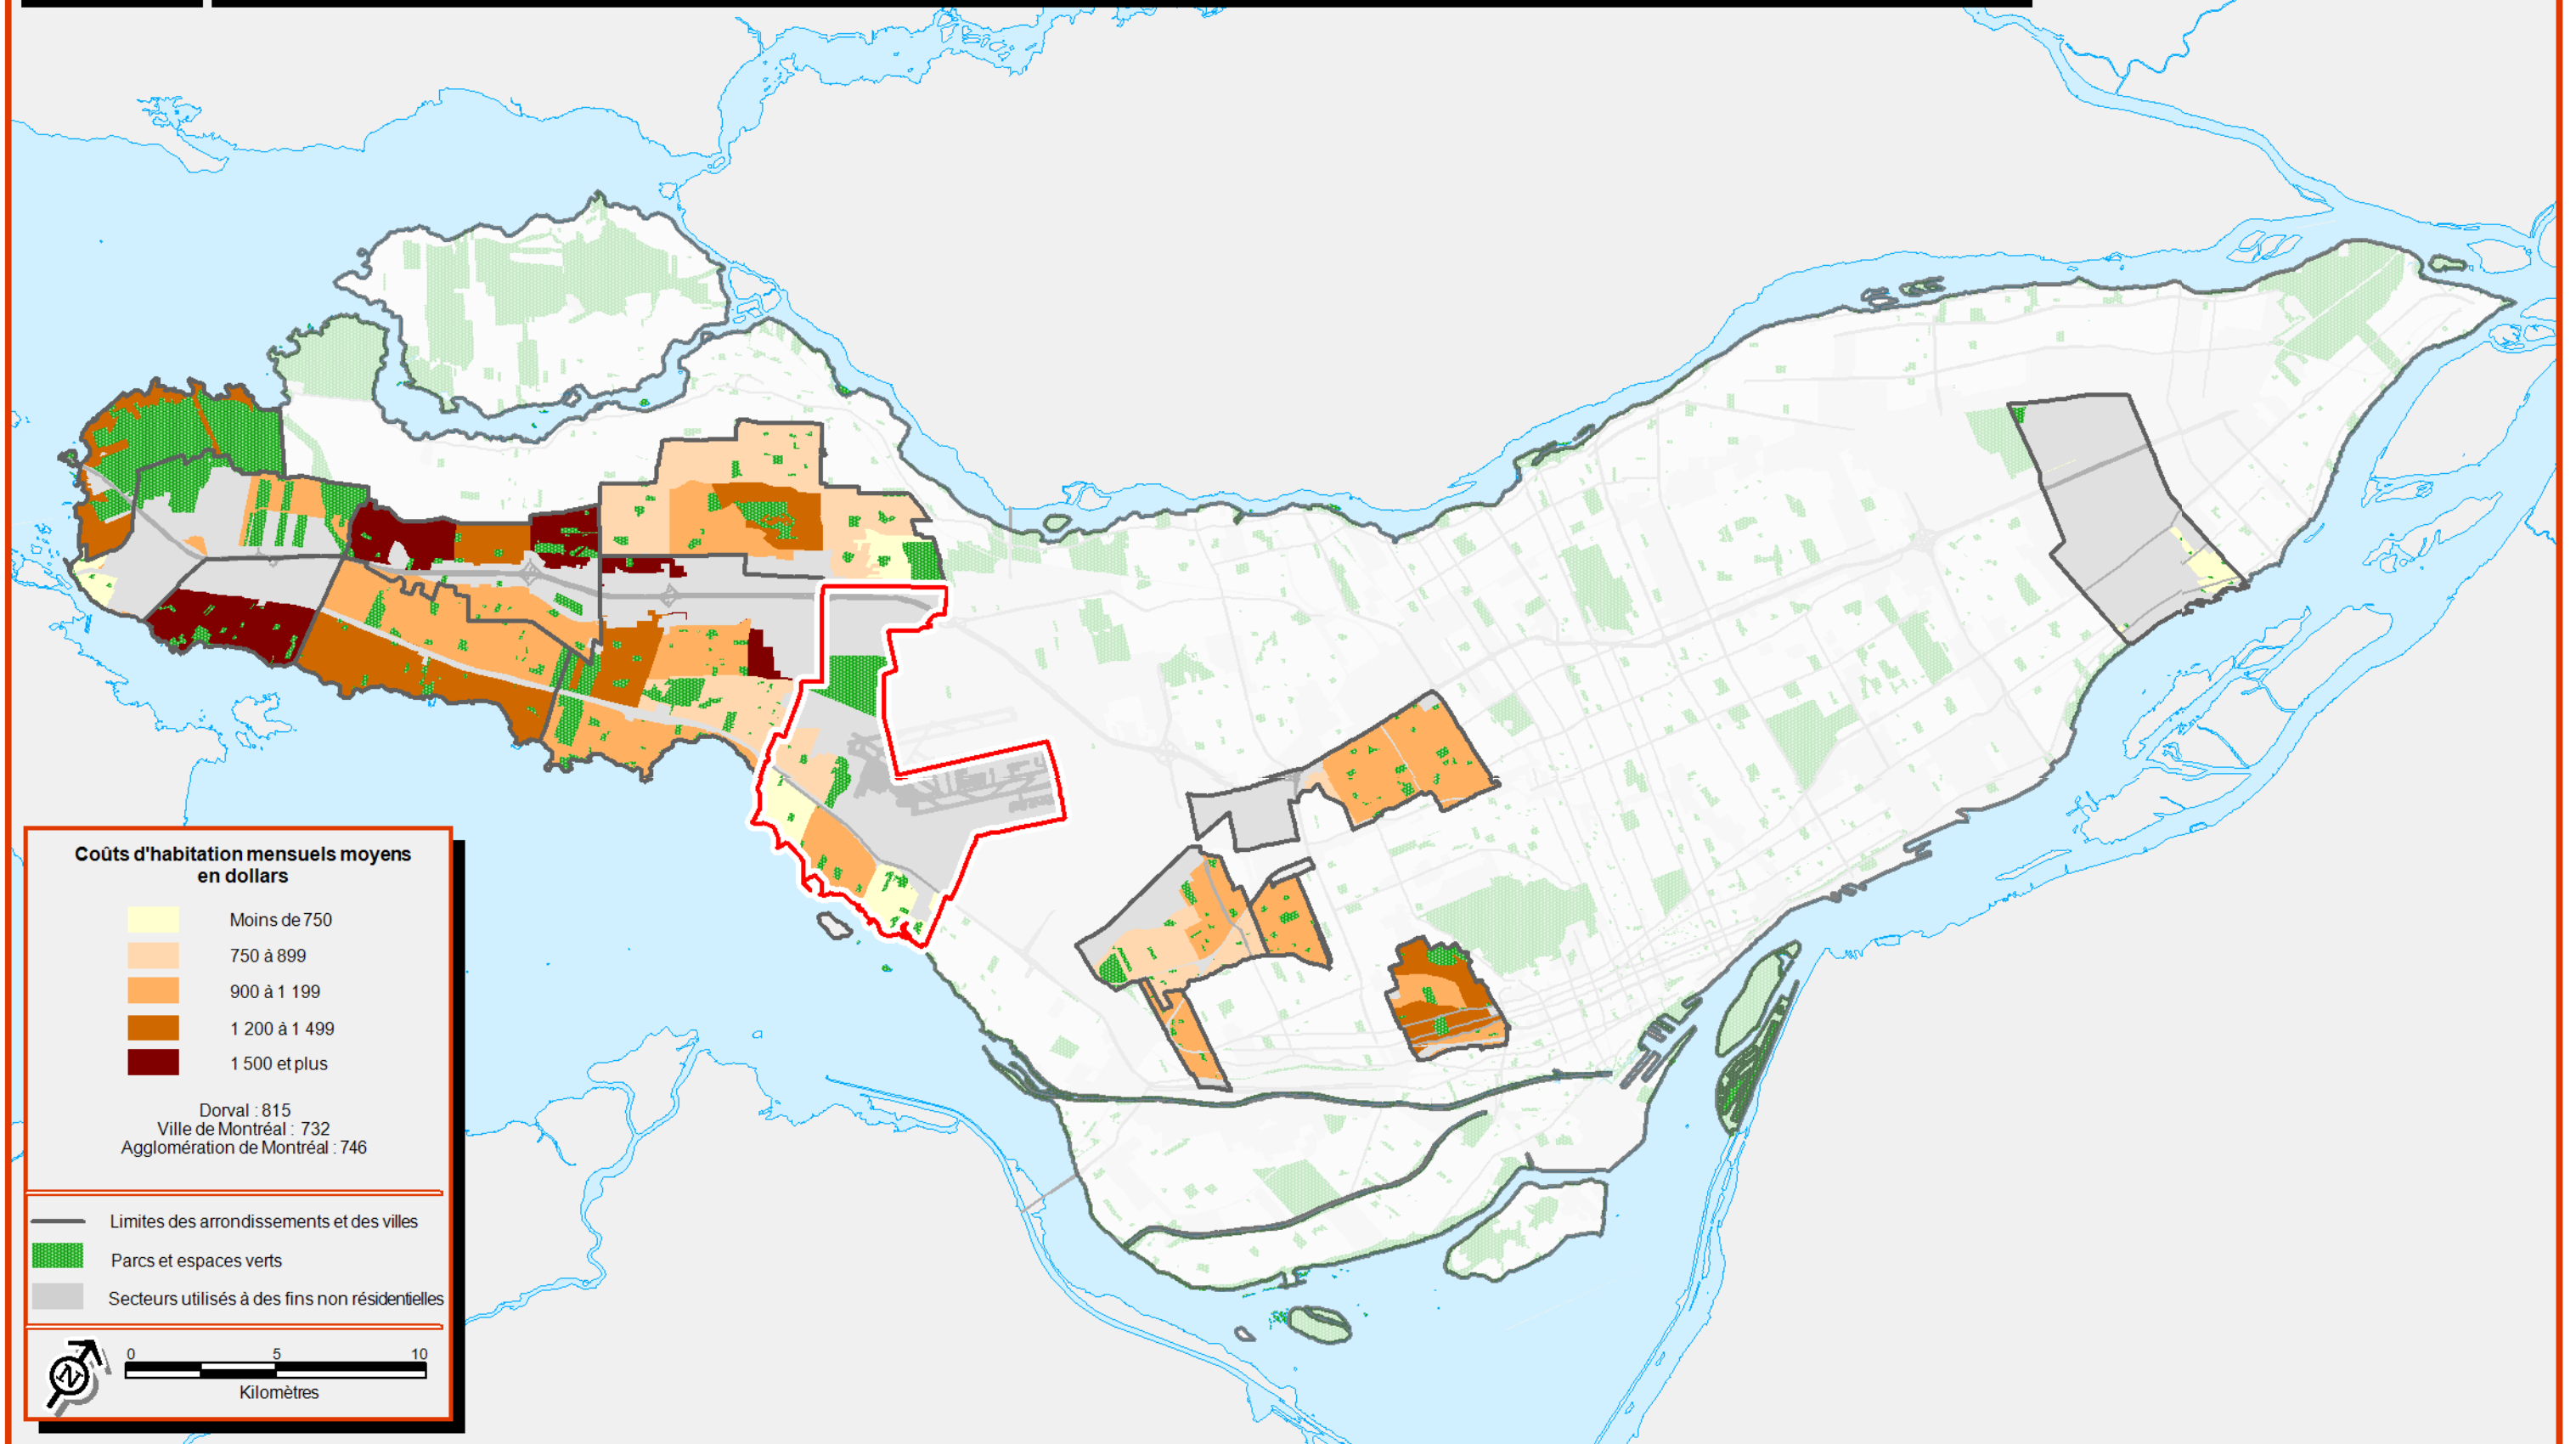 Coûts d'habitation mensuels moyens
en dollars
Moins de 750
750 à 899
900 à 1 199
1 200 à 1 499
1 500 et plus
Dorval : 815
Ville de Montréal : 732
Agglomération de Montréal : 746
Limites des arrondissements et des villes
Parcs et espaces verts
Secteurs utilisés à des fins non résidentielles
N
0 5 10
Kilomètres